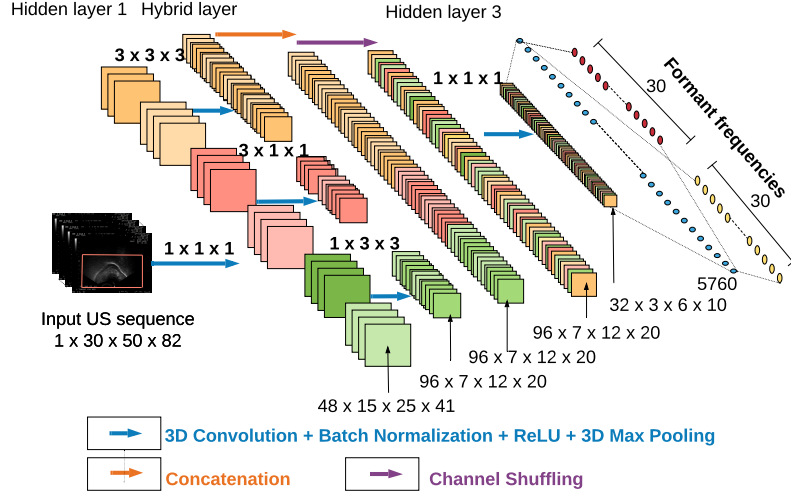 Hidden layer 1
Hybrid layer
Hidden layer 3
3 x 3 x 3
1 x 1 x 1
30
Formant frequencies
3 x 1 x 1
30
1 x 1 x 1
1 x 3 x 3
5760
Input US sequence
1 x 30 x 50 x 82
32 x 3 x 6 x 10
96 x 7 x 12 x 20
96 x 7 x 12 x 20
96 x 7 x 12 x 20
48 x 15 x 25 x 41
3D Convolution + Batch Normalization + ReLU + 3D Max Pooling
Concatenation
Channel Shuffling